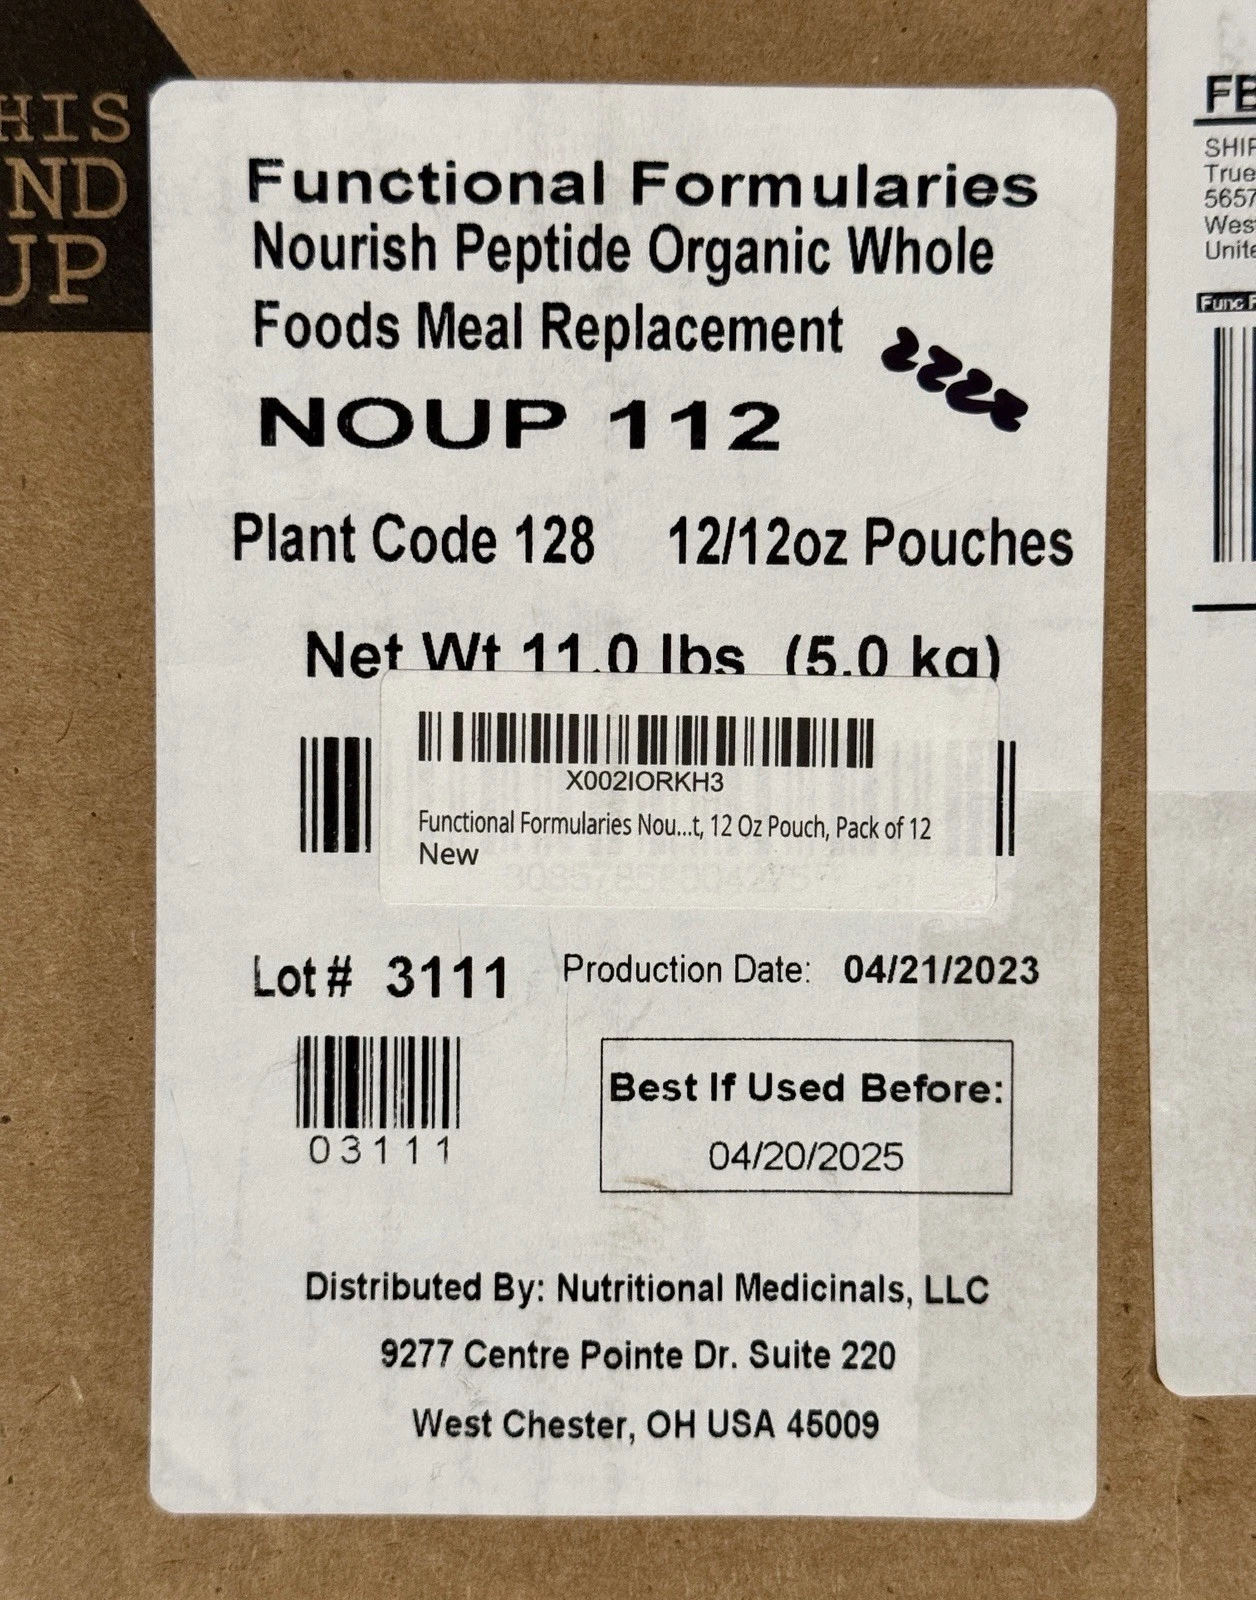 HIS
ND
UP
Functional Formularies
Nourish Peptide Organic Whole
Foods Meal Replacement
NOUP 112
Plant Code 128 12/12oz Pouches
Net Wt 11.0 lbs (5.0 kg)
X002IORKH3
Functional Formularies Nou...t, 12 Oz Pouch, Pack of 12
New
Lot # 3111 Production Date: 04/21/2023
03111
Best If Used Before:
04/20/2025
Distributed By: Nutritional Medicinals, LLC
9277 Centre Pointe Dr. Suite 220
West Chester, OH USA 45009
FB
SHIP
True
5657
West
Unite
Func F